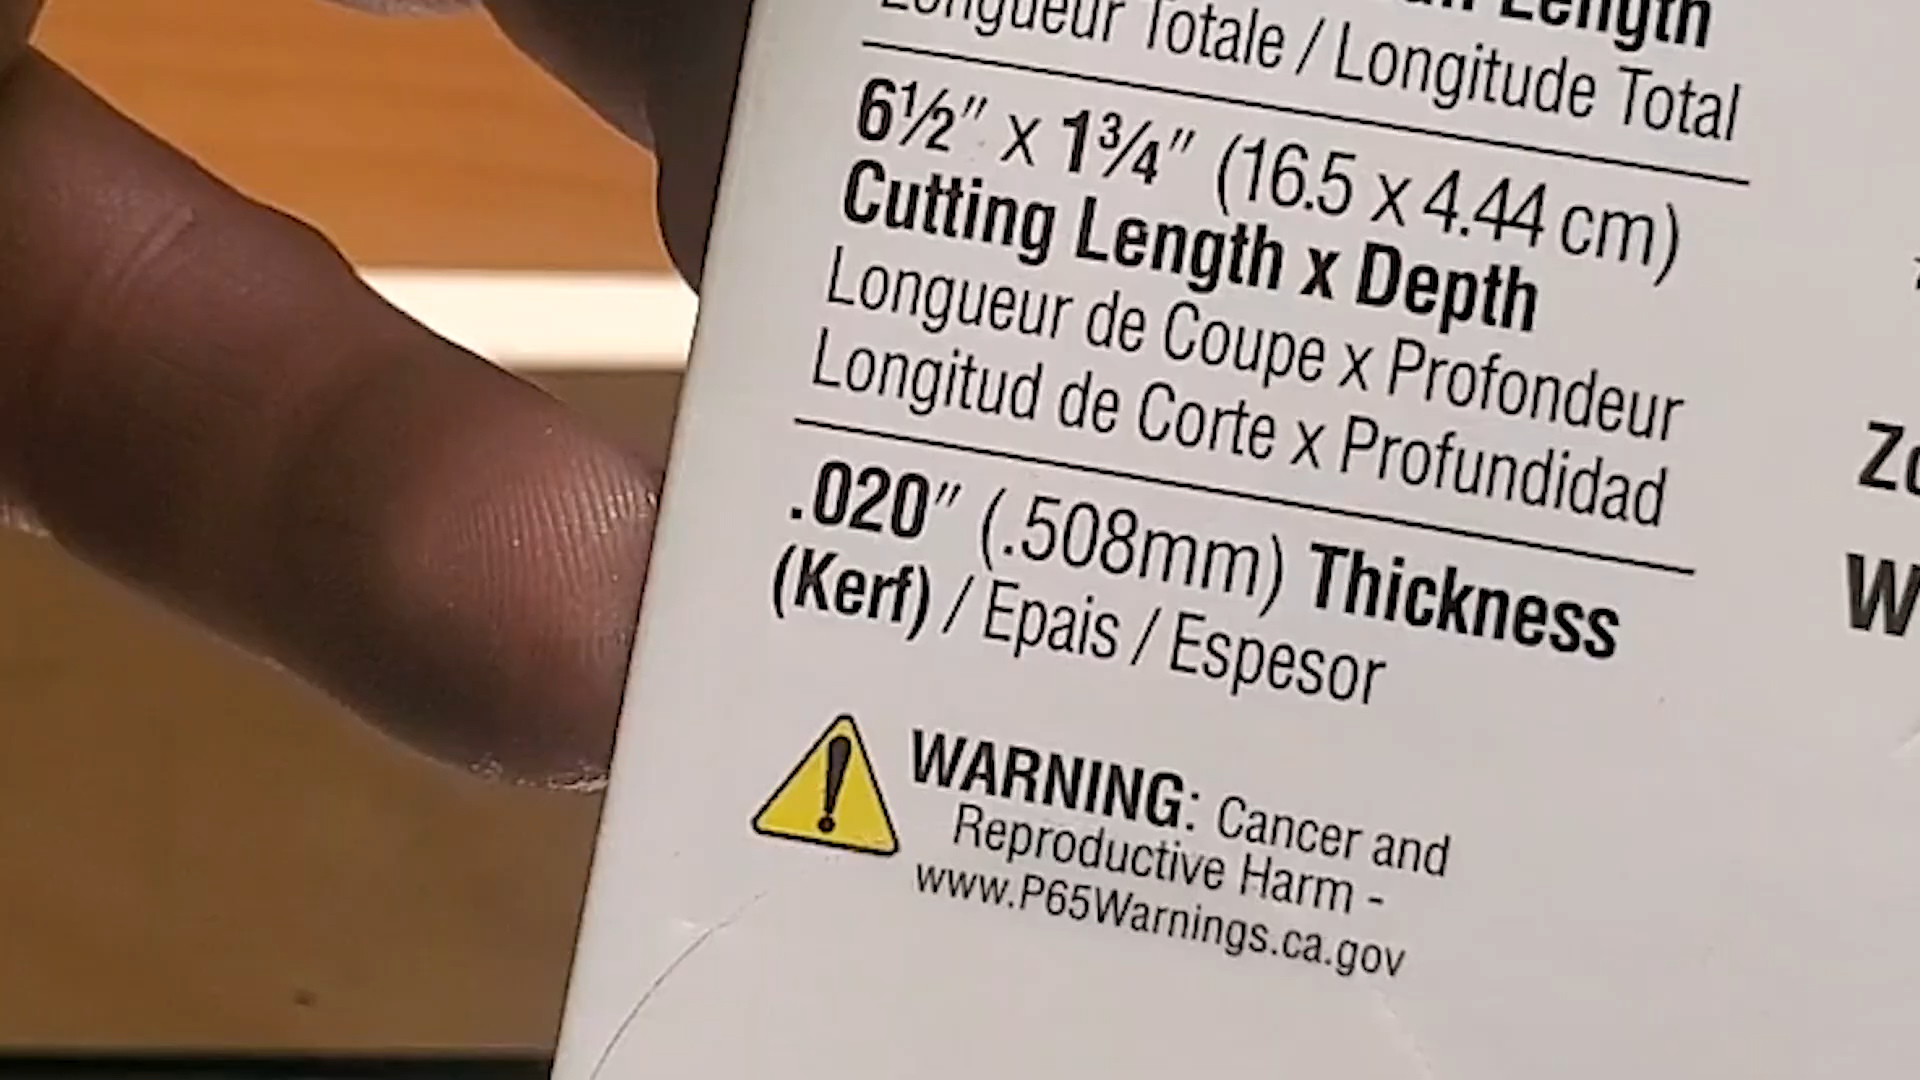 Length
Longueur Totale / Longitude Total
6½" x 1¾" (16.5 x 4.44 cm)
Cutting Length x Depth
Longueur de Coupe x Profondeur
Longitud de Corte x Profundidad
.020" (.508mm) Thickness
(Kerf) / Epais / Espesor
WARNING: Cancer and
Reproductive Harm -
www.P65Warnings.ca.gov